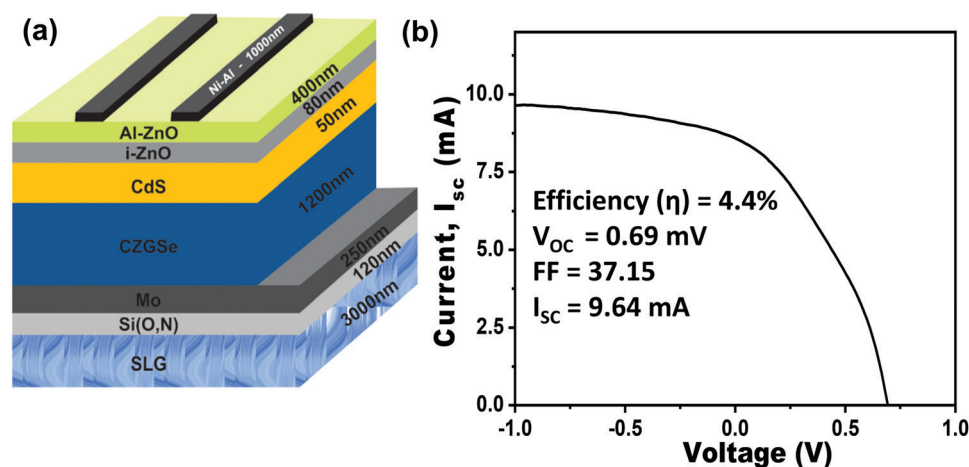 (a)
Ni-Al - 1000nm
400nm
80nm
50nm
1200nm
250nm
120nm
3000nm
Al-ZnO
i-ZnO
CdS
CZGSe
Mo
Si(O,N)
SLG
(b)
Current, Isc (mA)
10.0
7.5
5.0
2.5
0.0
Efficiency (η) = 4.4%
VOC = 0.69 mV
FF = 37.15
ISC = 9.64 mA
-1.0
-0.5
0.0
0.5
1.0
Voltage (V)